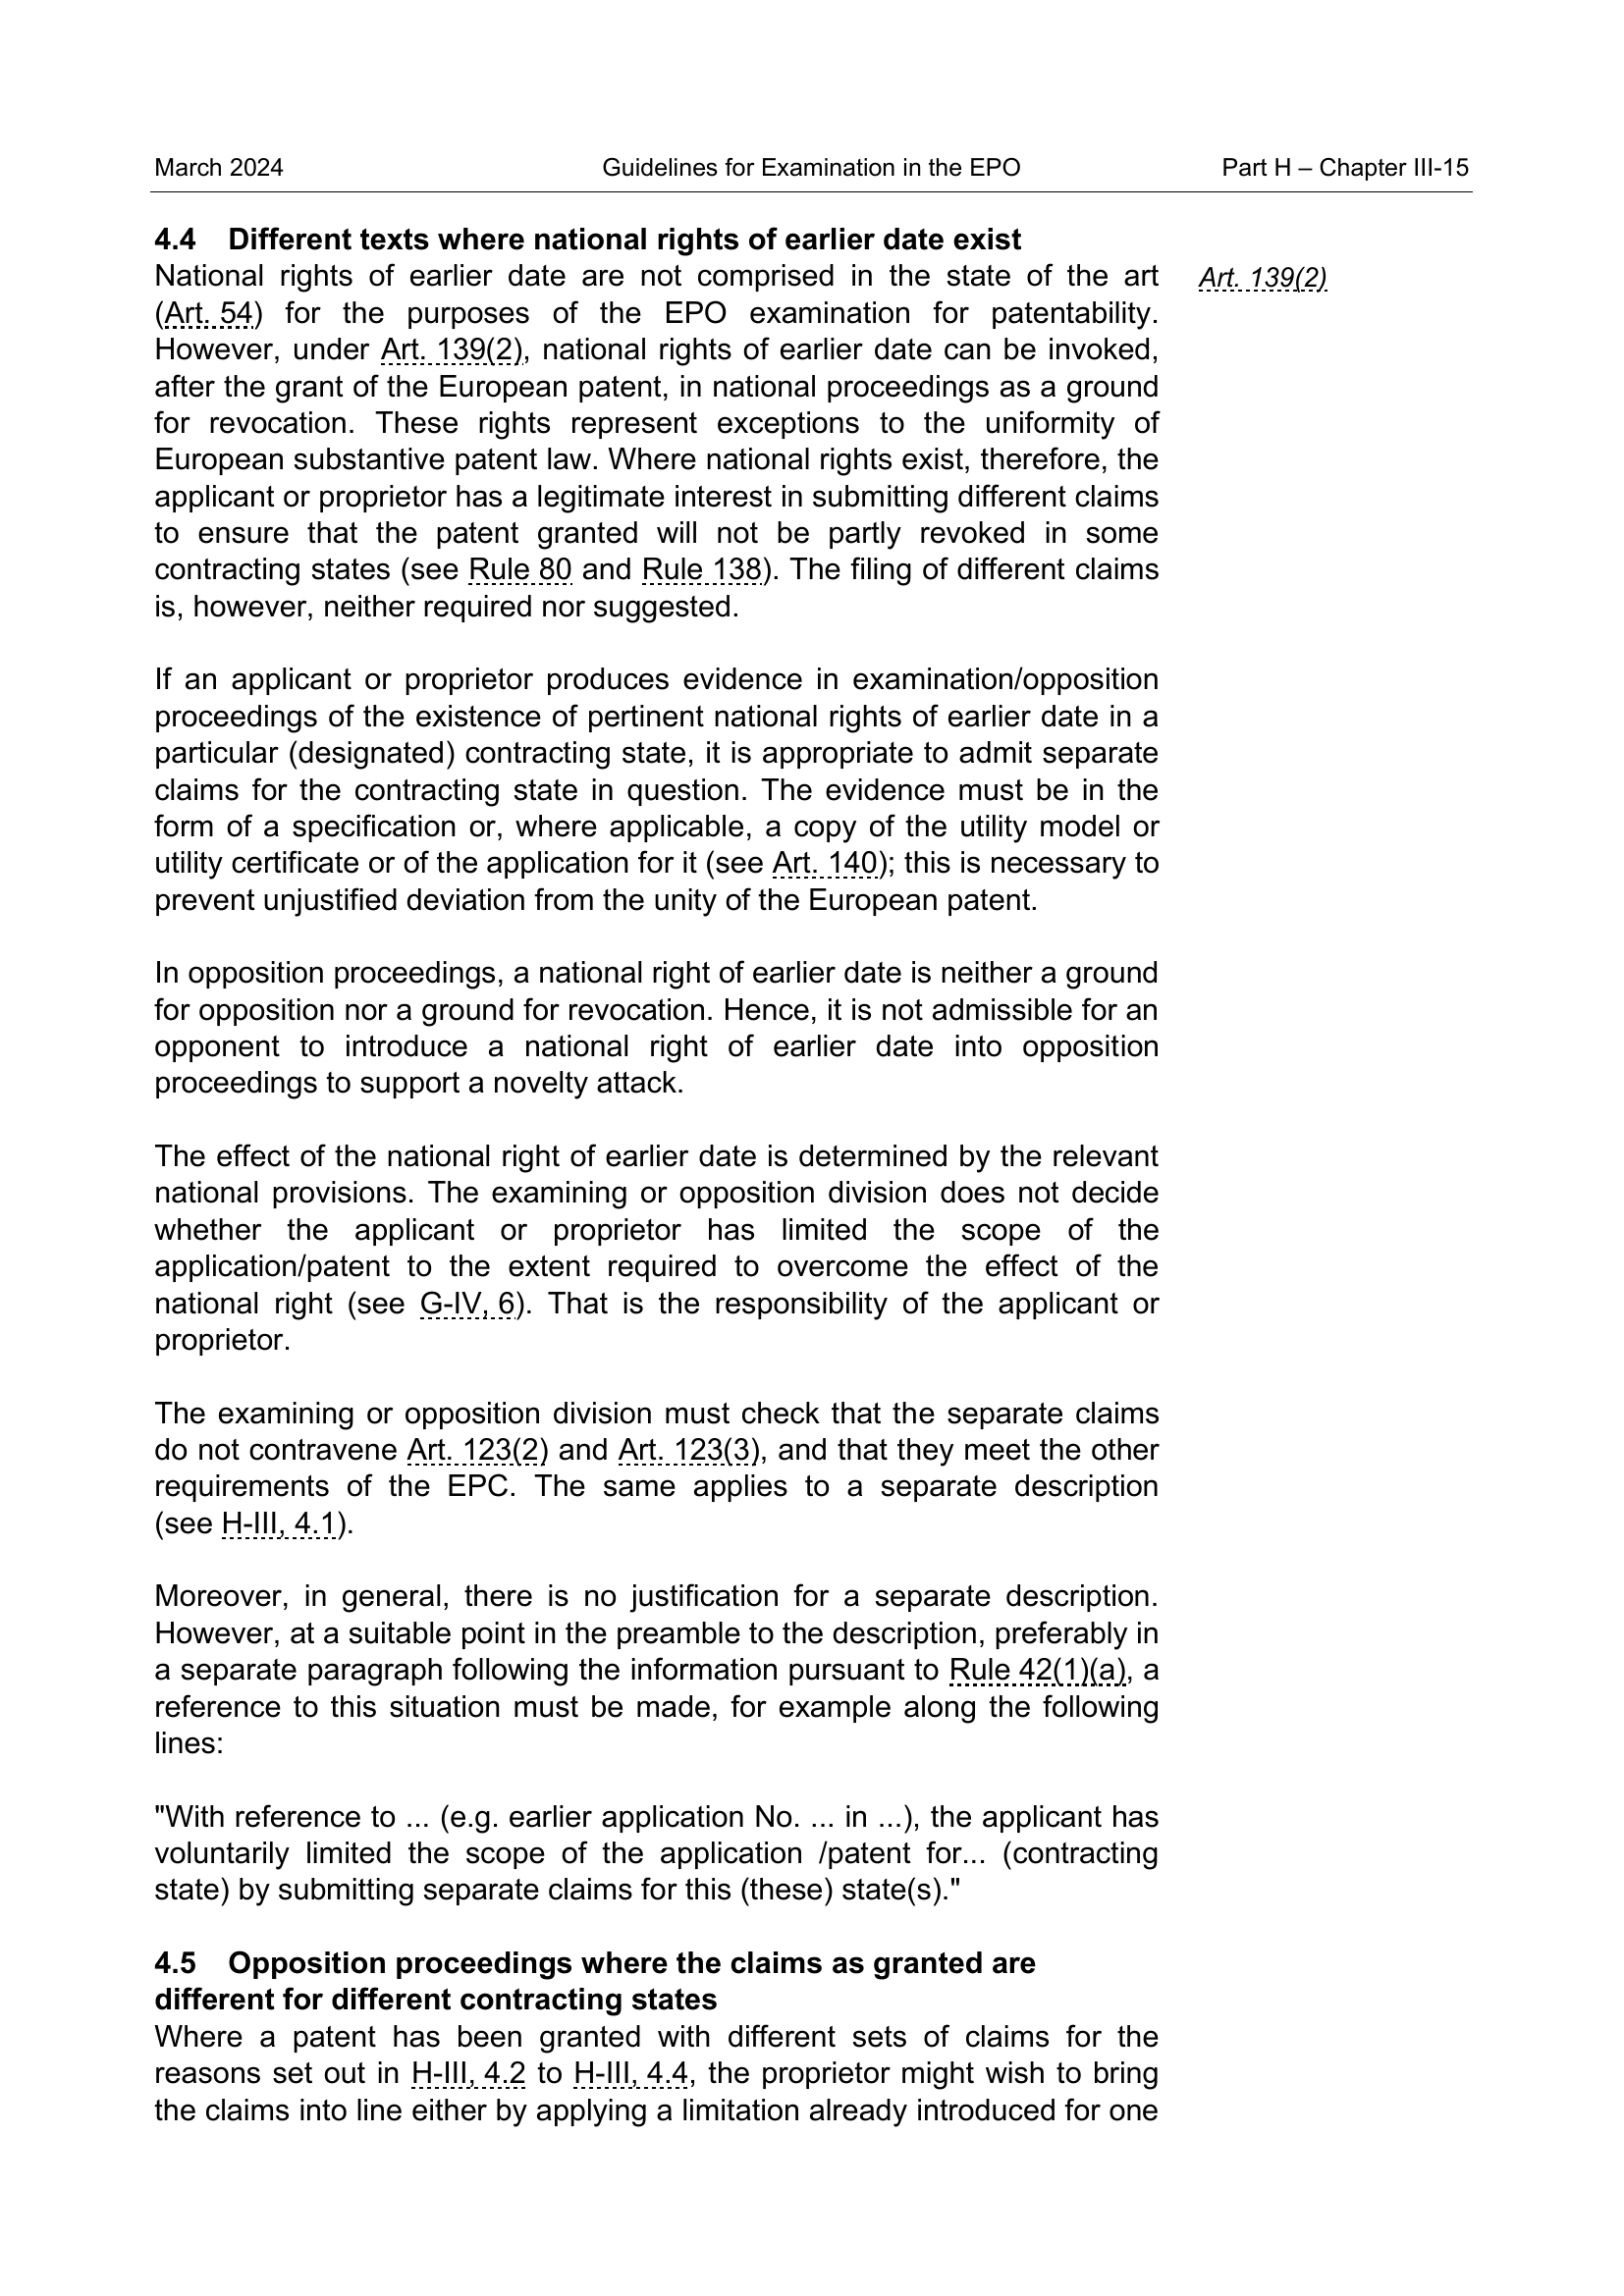 March 2024 Guidelines for Examination in the EPO Part H – Chapter III-15
4.4 Different texts where national rights of earlier date exist
National rights of earlier date are not comprised in the state of the art Art. 139(2)
(Art. 54) for the purposes of the EPO examination for patentability.
However, under Art. 139(2), national rights of earlier date can be invoked,
after the grant of the European patent, in national proceedings as a ground
for revocation. These rights represent exceptions to the uniformity of
European substantive patent law. Where national rights exist, therefore, the
applicant or proprietor has a legitimate interest in submitting different claims
to ensure that the patent granted will not be partly revoked in some
contracting states (see Rule 80 and Rule 138). The filing of different claims
is, however, neither required nor suggested.
If an applicant or proprietor produces evidence in examination/opposition
proceedings of the existence of pertinent national rights of earlier date in a
particular (designated) contracting state, it is appropriate to admit separate
claims for the contracting state in question. The evidence must be in the
form of a specification or, where applicable, a copy of the utility model or
utility certificate or of the application for it (see Art. 140); this is necessary to
prevent unjustified deviation from the unity of the European patent.
In opposition proceedings, a national right of earlier date is neither a ground
for opposition nor a ground for revocation. Hence, it is not admissible for an
opponent to introduce a national right of earlier date into opposition
proceedings to support a novelty attack.
The effect of the national right of earlier date is determined by the relevant
national provisions. The examining or opposition division does not decide
whether the applicant or proprietor has limited the scope of the
application/patent to the extent required to overcome the effect of the
national right (see G-IV, 6). That is the responsibility of the applicant or
proprietor.
The examining or opposition division must check that the separate claims
do not contravene Art. 123(2) and Art. 123(3), and that they meet the other
requirements of the EPC. The same applies to a separate description
(see H-III, 4.1).
Moreover, in general, there is no justification for a separate description.
However, at a suitable point in the preamble to the description, preferably in
a separate paragraph following the information pursuant to Rule 42(1)(a), a
reference to this situation must be made, for example along the following
lines:
"With reference to ... (e.g. earlier application No. ... in ...), the applicant has
voluntarily limited the scope of the application /patent for... (contracting
state) by submitting separate claims for this (these) state(s)."
4.5 Opposition proceedings where the claims as granted are
different for different contracting states
Where a patent has been granted with different sets of claims for the
reasons set out in H-III, 4.2 to H-III, 4.4, the proprietor might wish to bring
the claims into line either by applying a limitation already introduced for one